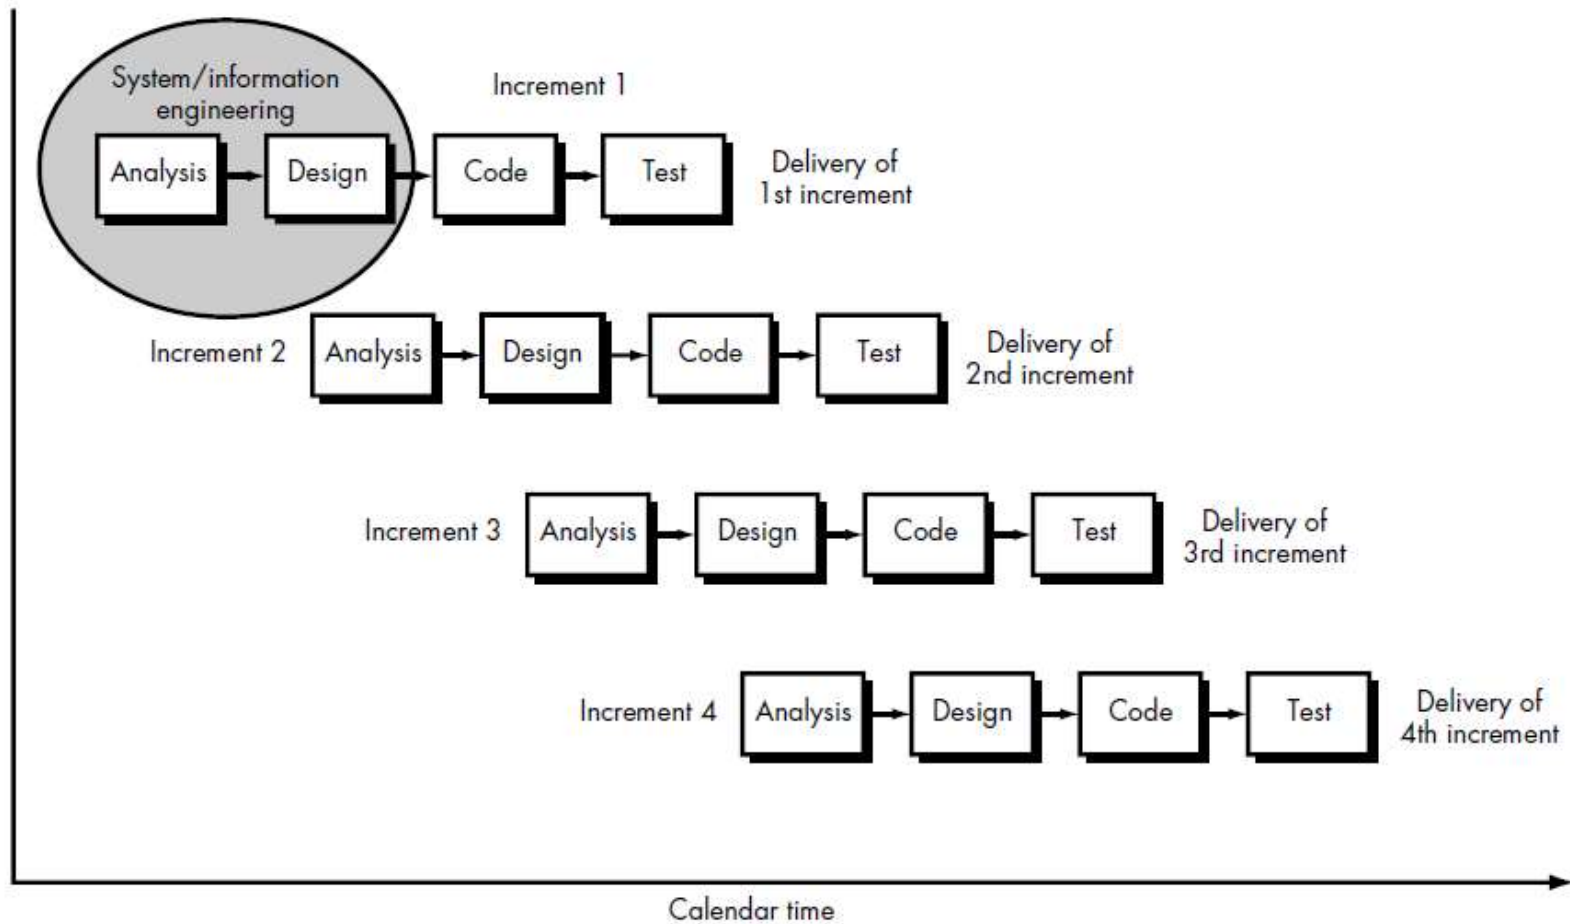 System/information
engineering
Increment 1
Analysis
Design
Code
Test
Delivery of
1st increment
Increment 2
Analysis
Design
Code
Test
Delivery of
2nd increment
Increment 3
Analysis
Design
Code
Test
Delivery of
3rd increment
Increment 4
Analysis
Design
Code
Test
Delivery of
4th increment
Calendar time